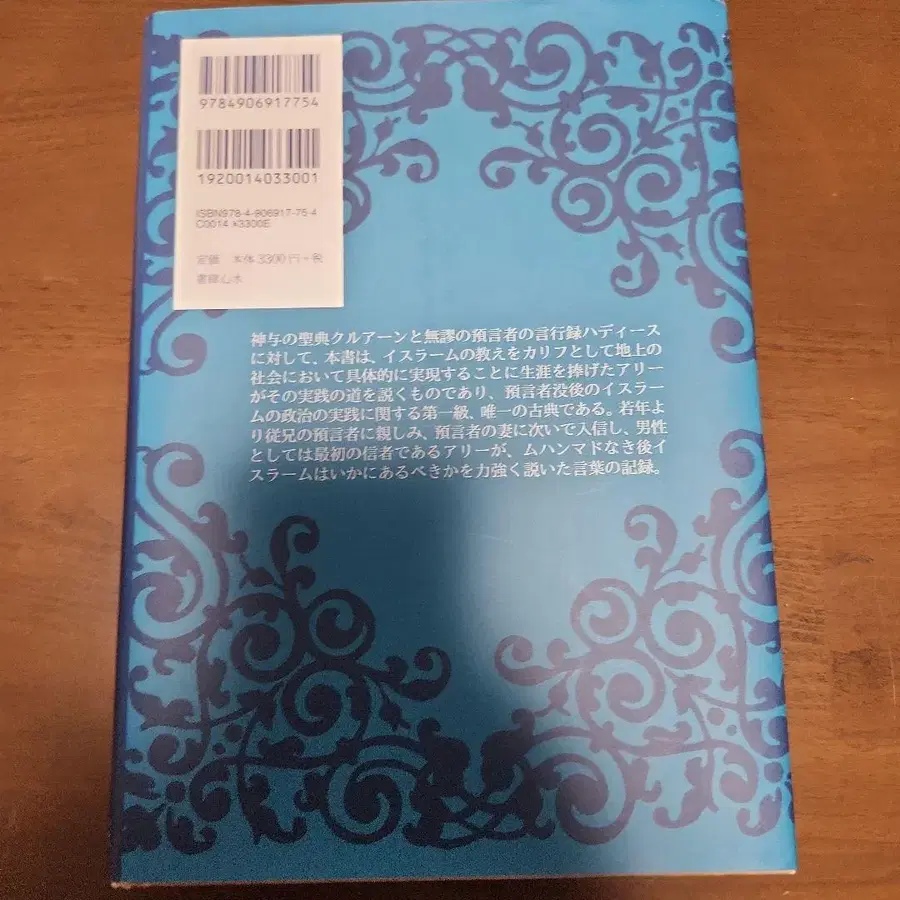 9784906917754
1920014033001
ISBN978-4-906917-75-4
C0014 ¥3300E
定価 本体 3300円+税
書肆心水
神与の聖典クルアーンと無謬の預言者の言行録ハディース
に対して、本書は、イスラームの教えをカリフとして地上の
社会において具体的に実現することに生涯を捧げたアリー
がその実践の道を説くものであり、預言者没後のイスラー
ムの政治の実践に関する第一級、唯一の古典である。若年よ
り従兄の預言者に親しみ、預言者の妻に次いで入信し、男性
としては最初の信者であるアリーが、ムハンマドなき後イ
スラームはいかにあるべきかを力強く説いた言葉の記録。